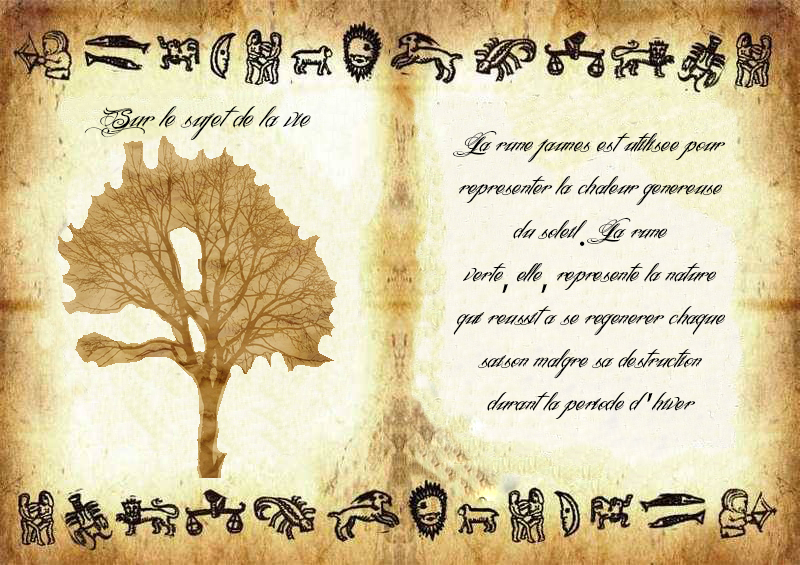 Sur le sujet de la vie
La rune jaunes est utilisee pour
representer la chaleur genereuse
du soleil. La rune
verte, elle, represente la nature
qui reussit a se regenerer chaque
saison malgre sa destruction
durant la periode d'hiver